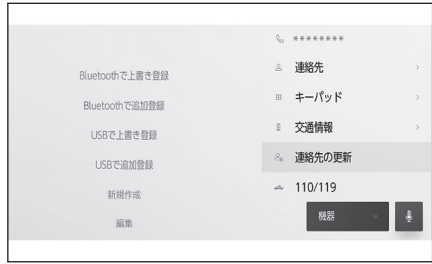 Bluetoothで上書き登録
Bluetoothで追加登録
USBで上書き登録
USBで追加登録
新規作成
編集
********
連絡先
キーパッド
交通情報
連絡先の更新
110/119
機器